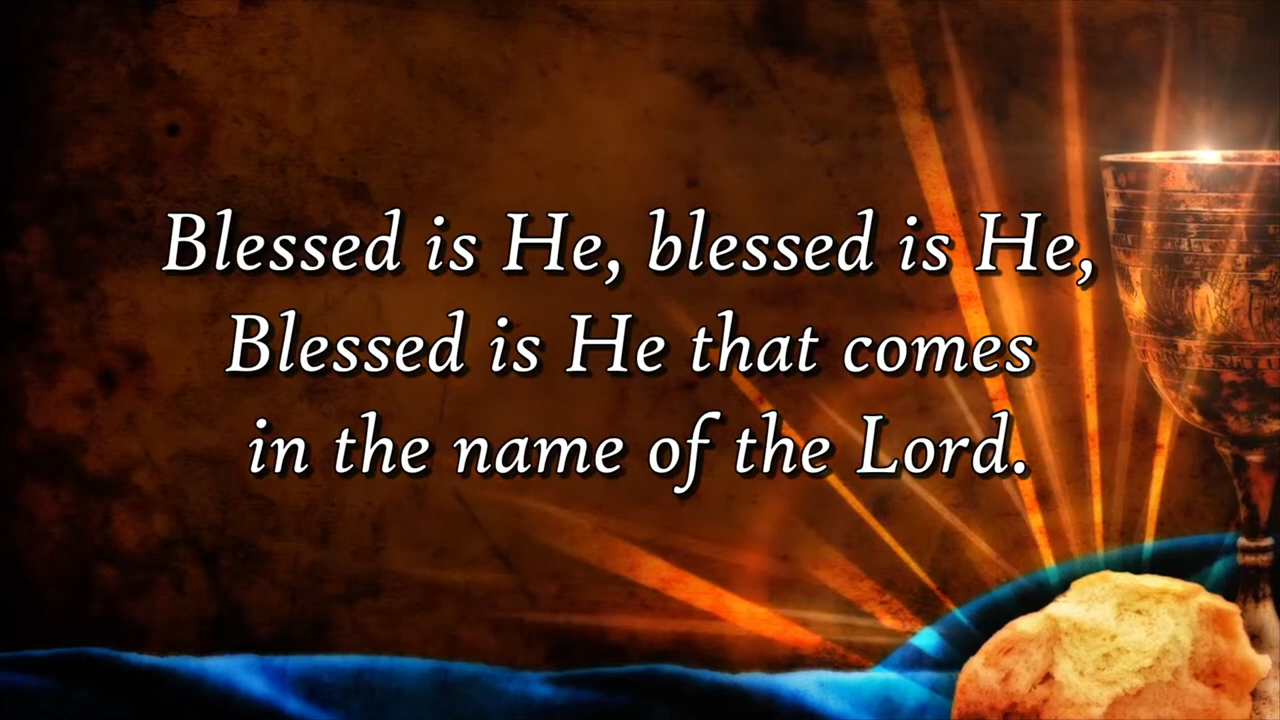 Blessed is He, blessed is He,
Blessed is He that comes
in the name of the Lord.